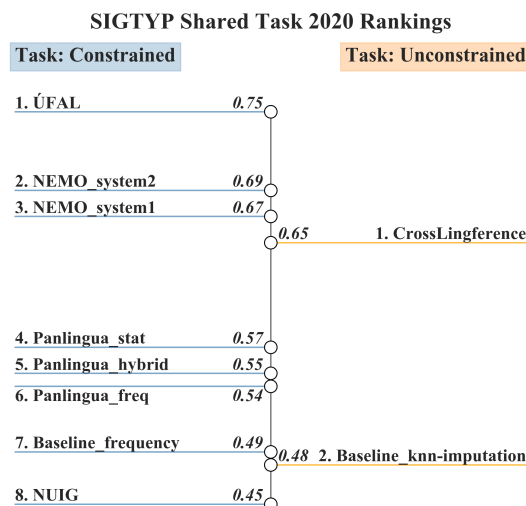 SIGTYP Shared Task 2020 Rankings
Task: Constrained
Task: Unconstrained
1. ÚFAL 0.75
2. NEMO_system2 0.69
3. NEMO_system1 0.67
0.65 1. CrossLingference
4. Panlingua_stat 0.57
5. Panlingua_hybrid 0.55
6. Panlingua_freq 0.54
7. Baseline_frequency 0.49
0.48 2. Baseline_knn-imputation
8. NUIG 0.45